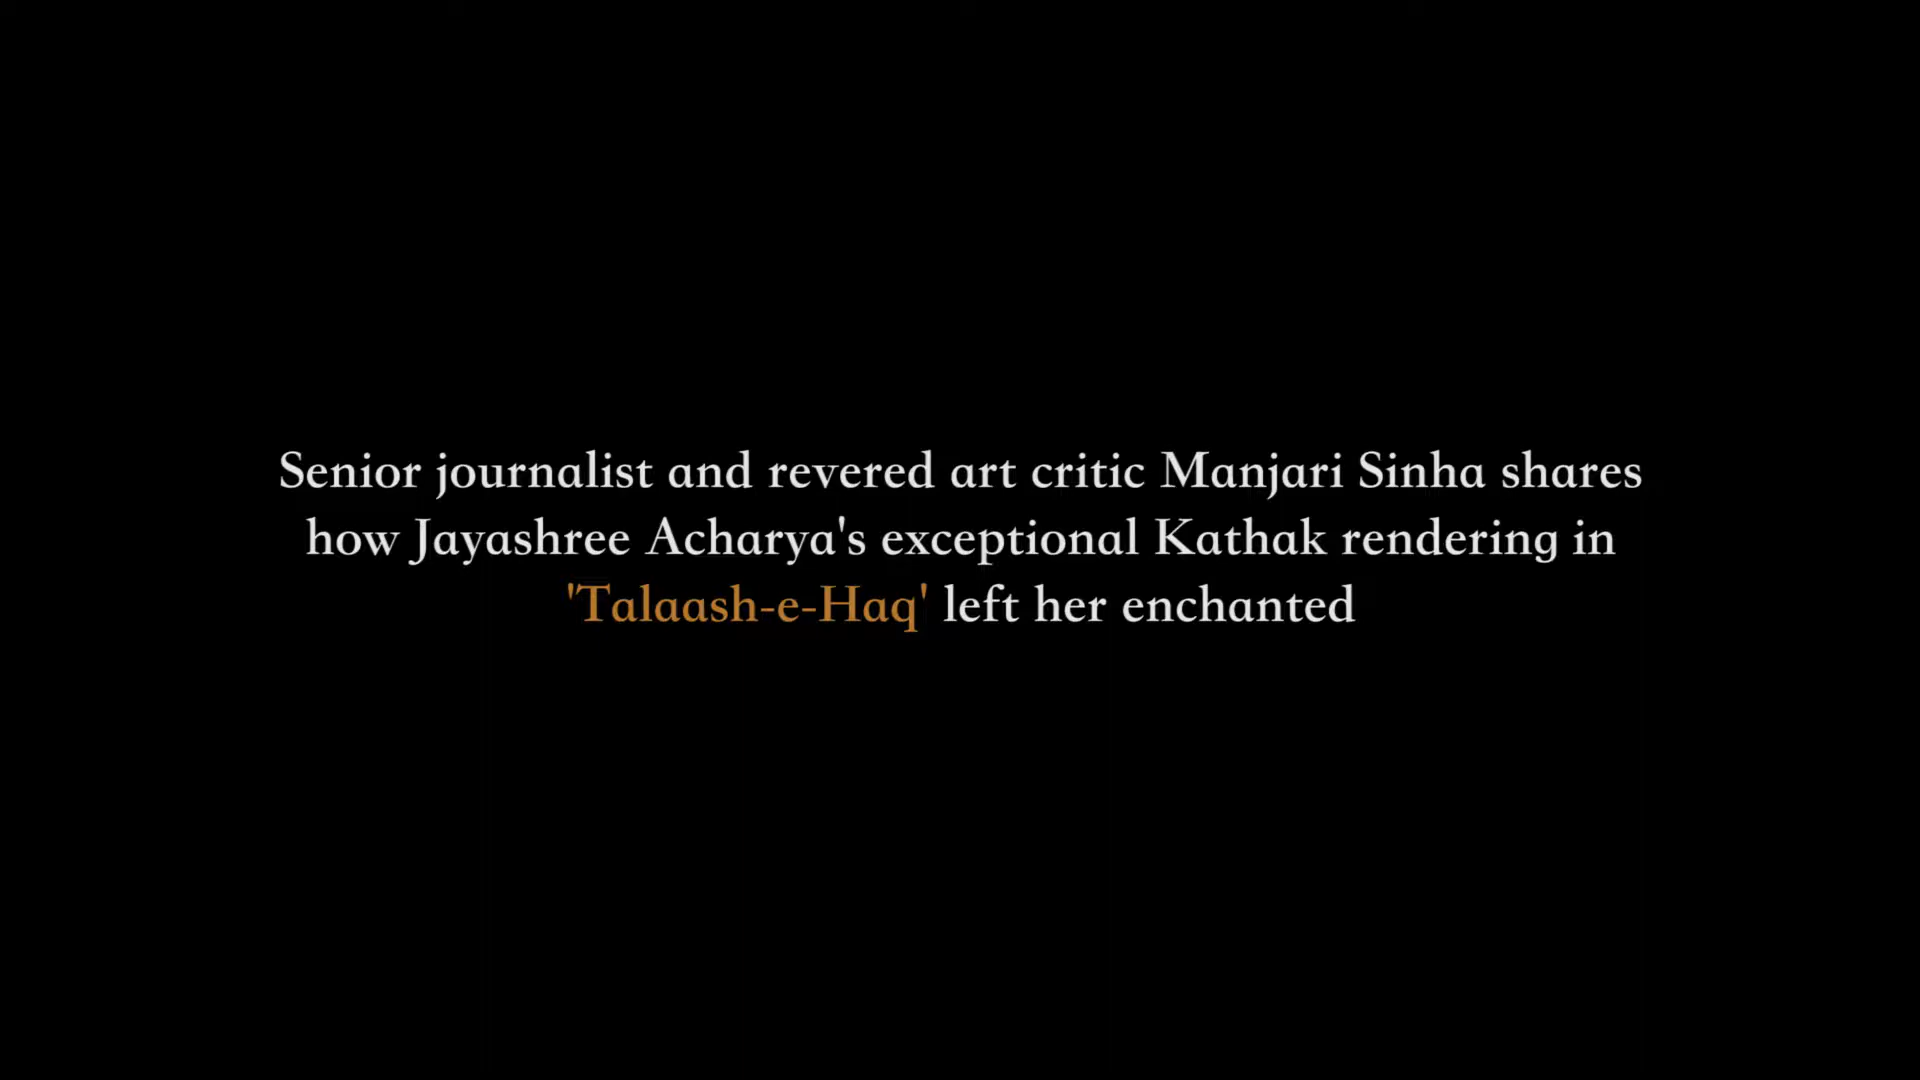 Senior journalist and revered art critic Manjari Sinha shares
how Jayashree Acharya's exceptional Kathak rendering in
'Talaash-e-Haq' left her enchanted